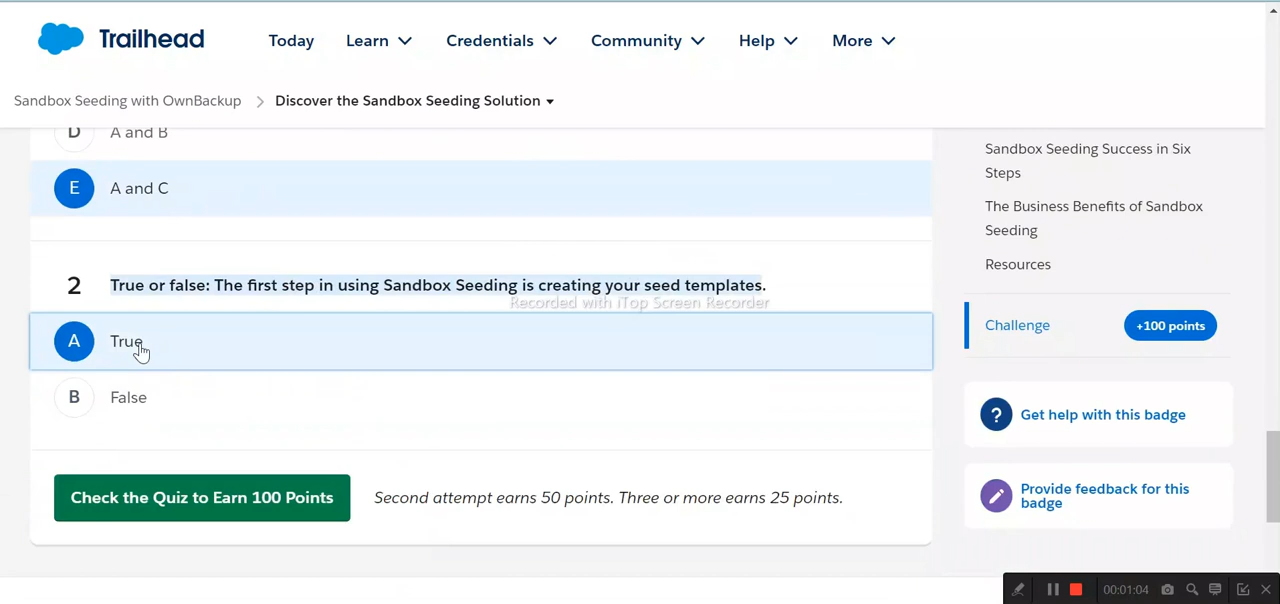 Trailhead
Today Learn Credentials Community Help More
Sandbox Seeding with OwnBackup Discover the Sandbox Seeding Solution
D A and B
E A and C
2 True or false: The first step in using Sandbox Seeding is creating your seed templates.
Recorded with iTop Screen Recorder
A True
B False
Check the Quiz to Earn 100 Points Second attempt earns 50 points. Three or more earns 25 points.
Sandbox Seeding Success in Six
Steps
The Business Benefits of Sandbox
Seeding
Resources
Challenge +100 points
? Get help with this badge
Provide feedback for this
badge
00:01:04